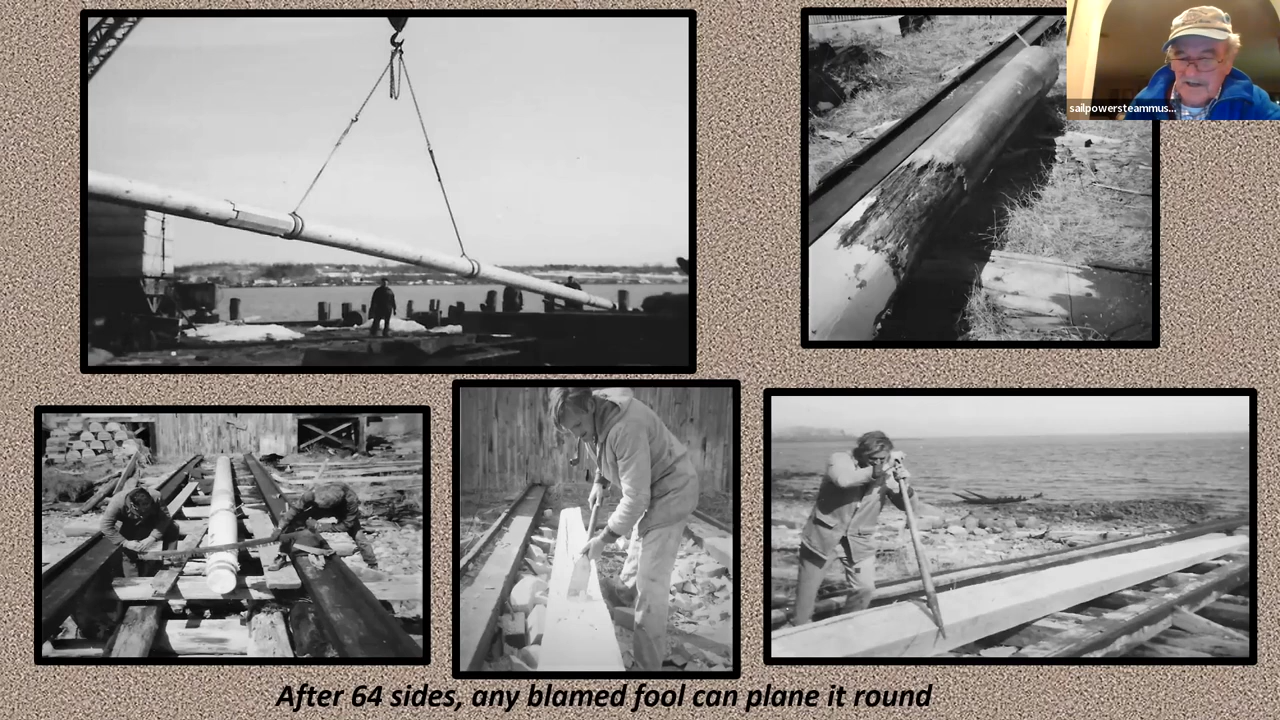 sailpowersteammus...
After 64 sides, any blamed fool can plane it round